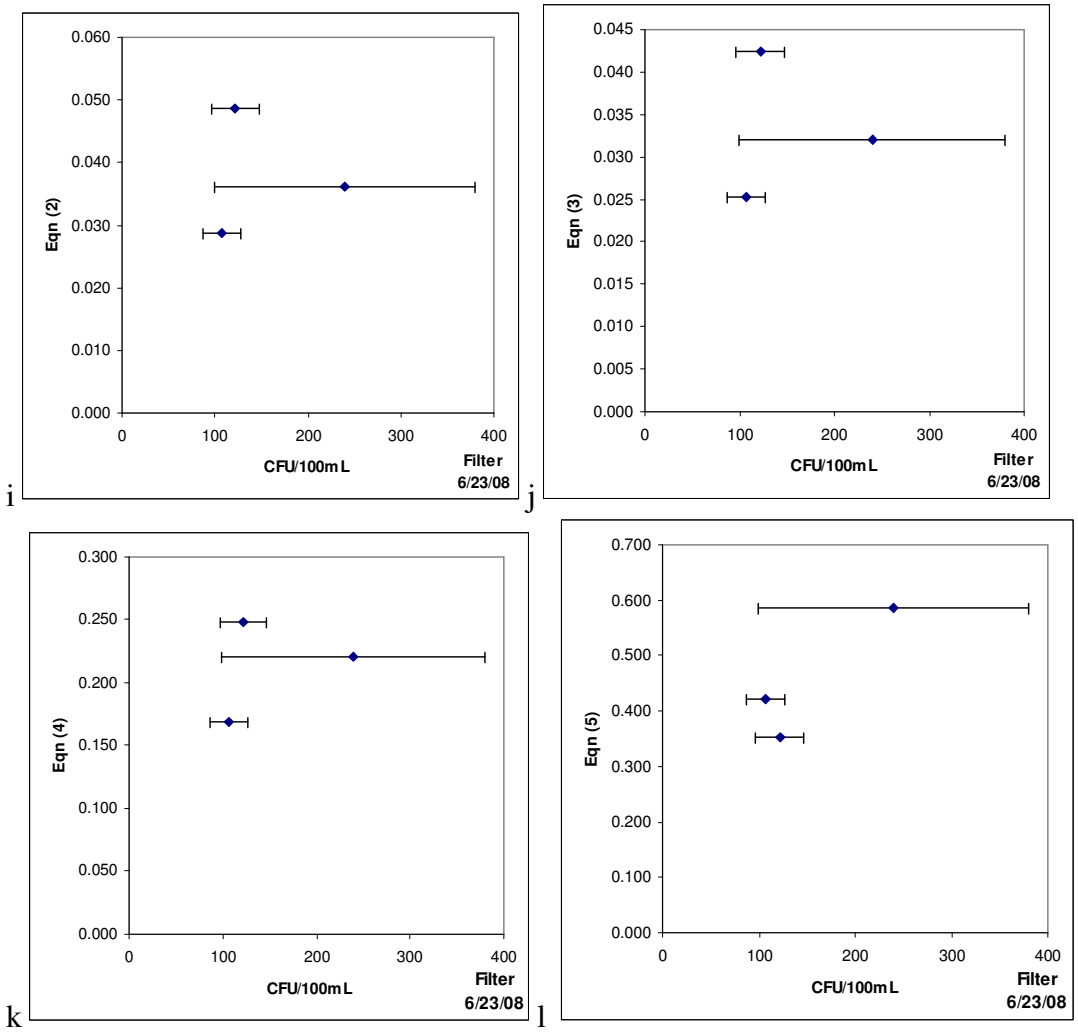 0.060
0.050
0.040
0.030
0.020
0.010
0.000
Eqn (2)
0 100 200 300 400
CFU/100mL
Filter
6/23/08
i
0.045
0.040
0.035
0.030
0.025
0.020
0.015
0.010
0.005
0.000
Eqn (3)
0 100 200 300 400
CFU/100mL
Filter
6/23/08
j
0.300
0.250
0.200
0.150
0.100
0.050
0.000
Eqn (4)
0 100 200 300 400
CFU/100mL
Filter
6/23/08
k
0.700
0.600
0.500
0.400
0.300
0.200
0.100
0.000
Eqn (5)
0 100 200 300 400
CFU/100mL
Filter
6/23/08
l